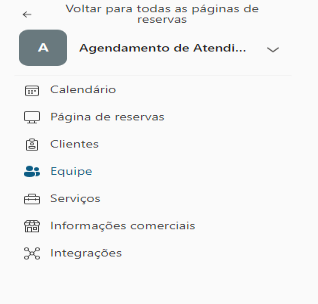 Voltar para todas as páginas de
reservas
A
Agendamento de Atendi...
Calendário
Página de reservas
Clientes
Equipe
Serviços
Informações comerciais
Integrações